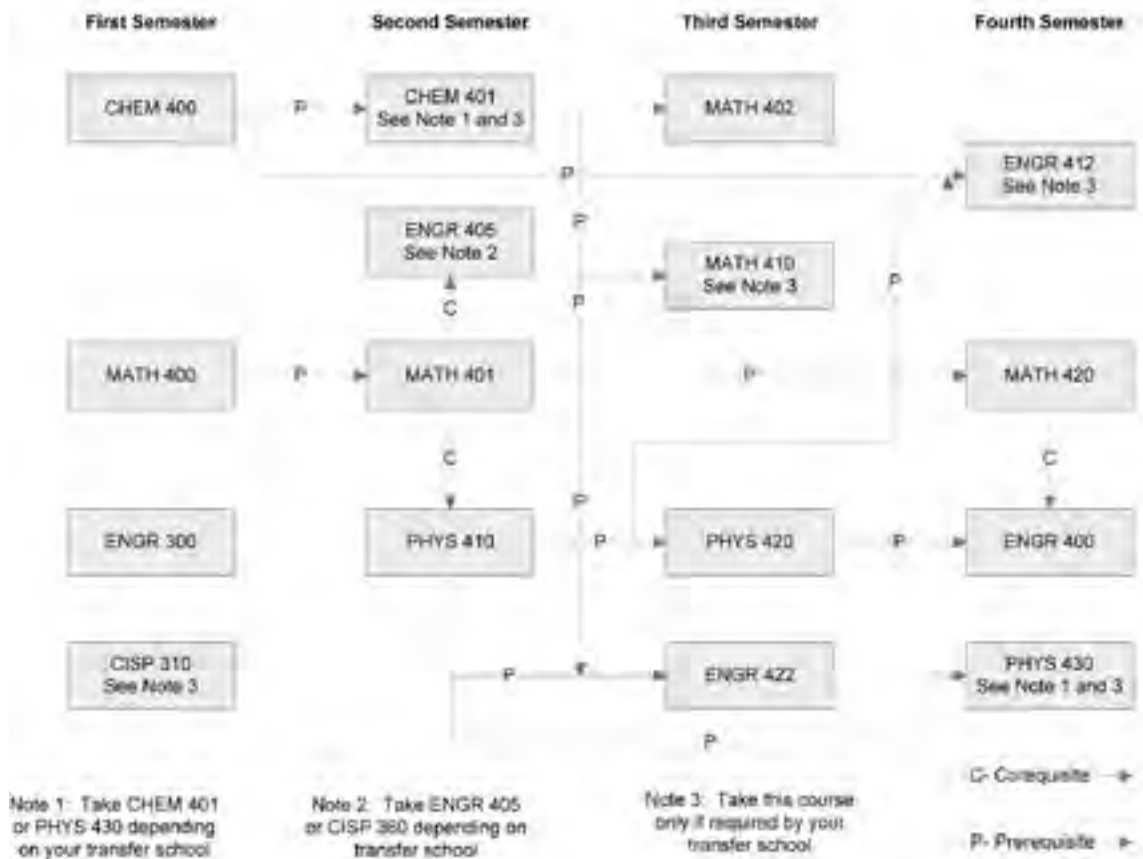 First Semester
Second Semester
Third Semester
Fourth Semester
CHEM 400
P
CHEM 401
See Note 1 and 3
MATH 402
P
ENGR 412
See Note 3
ENGR 405
See Note 2
P
MATH 410
See Note 3
P
P
C
MATH 400
P
MATH 401
P
MATH 420
C
C
P
ENGR 300
PHYS 410
P
PHYS 420
P
ENGR 400
CISP 310
See Note 3
P
ENGR 422
PHYS 430
See Note 1 and 3
P
C- Corequisite
Note 1: Take CHEM 401
or PHYS 430 depending
on your transfer school
Note 2: Take ENGR 405
or CISP 360 depending on
transfer school
Note 3: Take this course
only if required by your
transfer school
P- Prerequisite